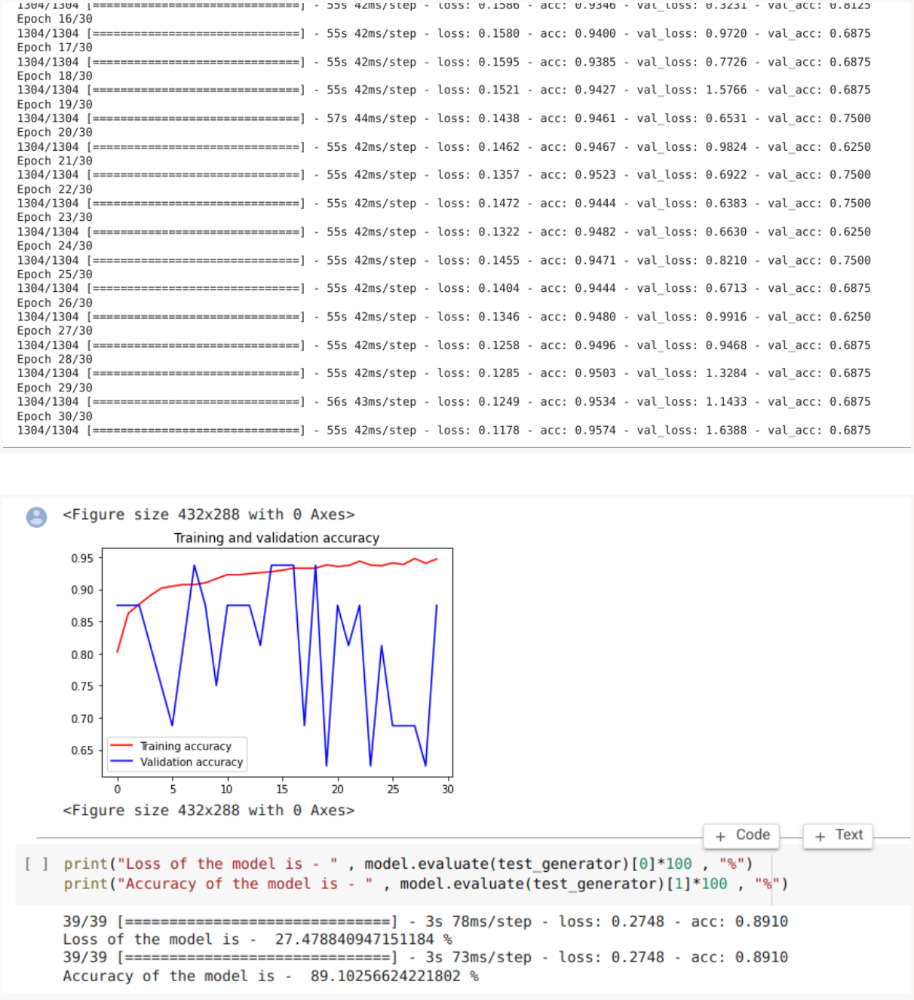 1304/1304 [==============================] - 55s 42ms/step - loss: 0.1586 - acc: 0.9346 - val_loss: 0.3231 - val_acc: 0.8125
Epoch 16/30
1304/1304 [==============================] - 55s 42ms/step - loss: 0.1580 - acc: 0.9400 - val_loss: 0.9720 - val_acc: 0.6875
Epoch 17/30
1304/1304 [==============================] - 55s 42ms/step - loss: 0.1595 - acc: 0.9385 - val_loss: 0.7726 - val_acc: 0.6875
Epoch 18/30
1304/1304 [==============================] - 55s 42ms/step - loss: 0.1521 - acc: 0.9427 - val_loss: 1.5766 - val_acc: 0.6875
Epoch 19/30
1304/1304 [==============================] - 57s 44ms/step - loss: 0.1438 - acc: 0.9461 - val_loss: 0.6531 - val_acc: 0.7500
Epoch 20/30
1304/1304 [==============================] - 55s 42ms/step - loss: 0.1462 - acc: 0.9467 - val_loss: 0.9824 - val_acc: 0.6250
Epoch 21/30
1304/1304 [==============================] - 55s 42ms/step - loss: 0.1357 - acc: 0.9523 - val_loss: 0.6922 - val_acc: 0.7500
Epoch 22/30
1304/1304 [==============================] - 55s 42ms/step - loss: 0.1472 - acc: 0.9444 - val_loss: 0.6383 - val_acc: 0.7500
Epoch 23/30
1304/1304 [==============================] - 55s 42ms/step - loss: 0.1322 - acc: 0.9482 - val_loss: 0.6630 - val_acc: 0.6250
Epoch 24/30
1304/1304 [==============================] - 55s 42ms/step - loss: 0.1455 - acc: 0.9471 - val_loss: 0.8210 - val_acc: 0.7500
Epoch 25/30
1304/1304 [==============================] - 55s 42ms/step - loss: 0.1404 - acc: 0.9444 - val_loss: 0.6713 - val_acc: 0.6875
Epoch 26/30
1304/1304 [==============================] - 55s 42ms/step - loss: 0.1346 - acc: 0.9480 - val_loss: 0.9916 - val_acc: 0.6250
Epoch 27/30
1304/1304 [==============================] - 55s 42ms/step - loss: 0.1258 - acc: 0.9496 - val_loss: 0.9468 - val_acc: 0.6875
Epoch 28/30
1304/1304 [==============================] - 55s 42ms/step - loss: 0.1285 - acc: 0.9503 - val_loss: 1.3284 - val_acc: 0.6875
Epoch 29/30
1304/1304 [==============================] - 56s 43ms/step - loss: 0.1249 - acc: 0.9534 - val_loss: 1.1433 - val_acc: 0.6875
Epoch 30/30
1304/1304 [==============================] - 55s 42ms/step - loss: 0.1178 - acc: 0.9574 - val_loss: 1.6388 - val_acc: 0.6875
<Figure size 432x288 with 0 Axes>
Training and validation accuracy
0.95
0.90
0.85
0.80
0.75
0.70
0.65
Training accuracy
Validation accuracy
0 5 10 15 20 25 30
<Figure size 432x288 with 0 Axes>
+ Code + Text
[ ] print("Loss of the model is - " , model.evaluate(test_generator)[0]*100 , "%")
print("Accuracy of the model is - " , model.evaluate(test_generator)[1]*100 , "%")
39/39 [==============================] - 3s 78ms/step - loss: 0.2748 - acc: 0.8910
Loss of the model is -  27.478840947151184 %
39/39 [==============================] - 3s 73ms/step - loss: 0.2748 - acc: 0.8910
Accuracy of the model is -  89.10256624221802 %